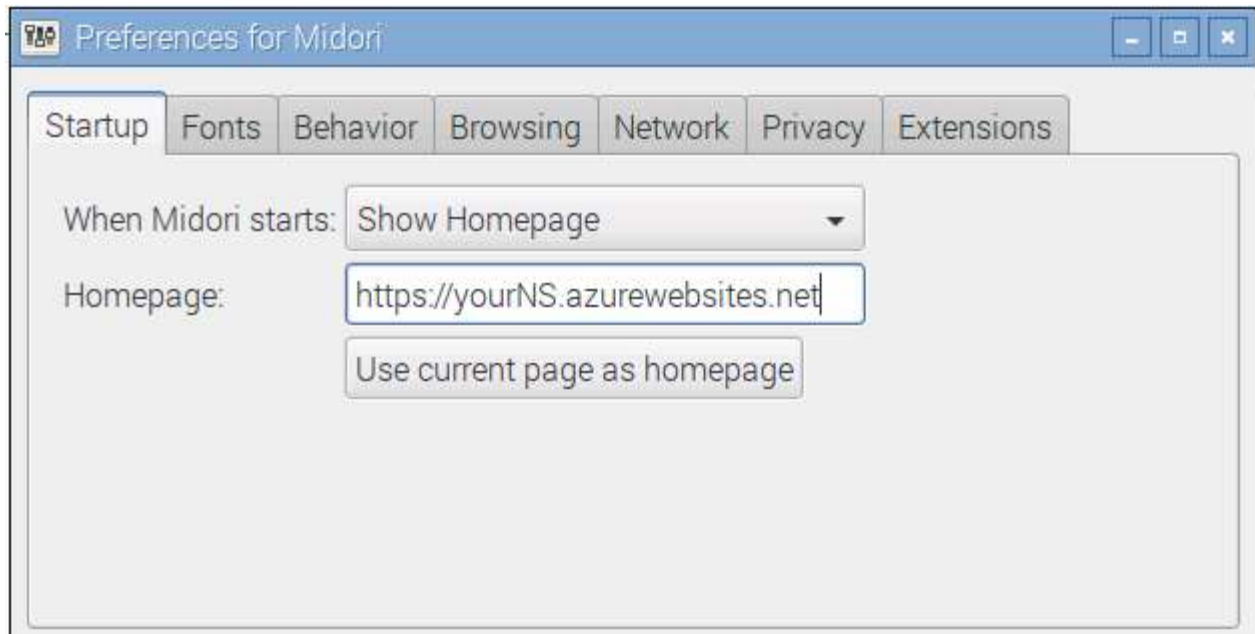 Preferences for Midori
Startup Fonts Behavior Browsing Network Privacy Extensions
When Midori starts: Show Homepage
Homepage: https://yourNS.azurewebsites.net
Use current page as homepage